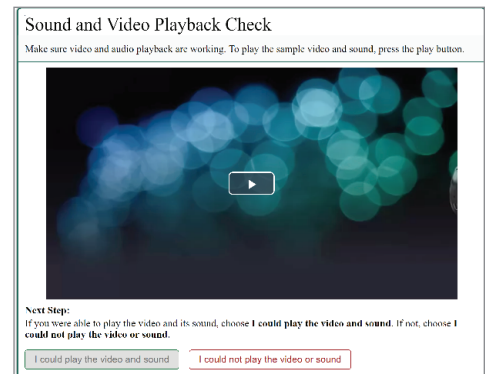 Sound and Video Playback Check
Make sure video and audio playback are working. To play the sample video and sound, press the play button.
Next Step:
If you were able to play the video and its sound, choose I could play the video and sound. If not, choose I
could not play the video or sound.
I could play the video and sound
I could not play the video or sound